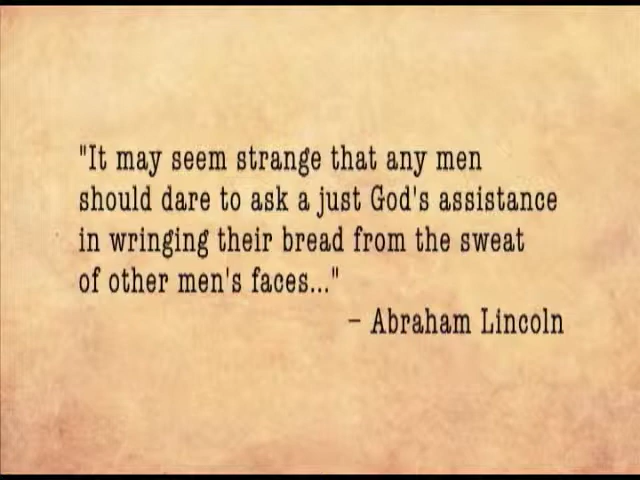 "It may seem strange that any men
should dare to ask a just God's assistance
in wringing their bread from the sweat
of other men's faces..."
– Abraham Lincoln